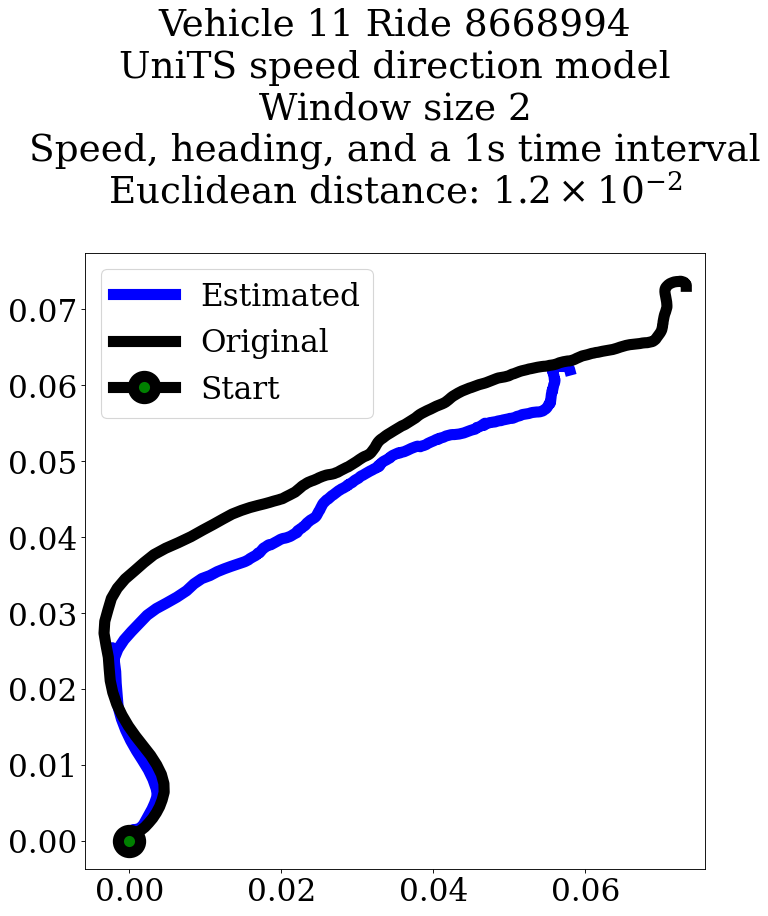 Vehicle 11 Ride 8668994
UniTS speed direction model
Window size 2
Speed, heading, and a 1s time interval
Euclidean distance: 1.2 × 10⁻²
Estimated
Original
Start
0.07
0.06
0.05
0.04
0.03
0.02
0.01
0.00
0.00 0.02 0.04 0.06